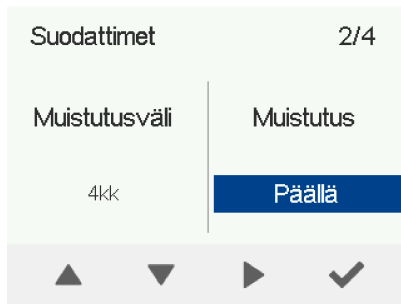 Suodattimet 2/4
Muistutusväli Muistutus
4kk Päällä